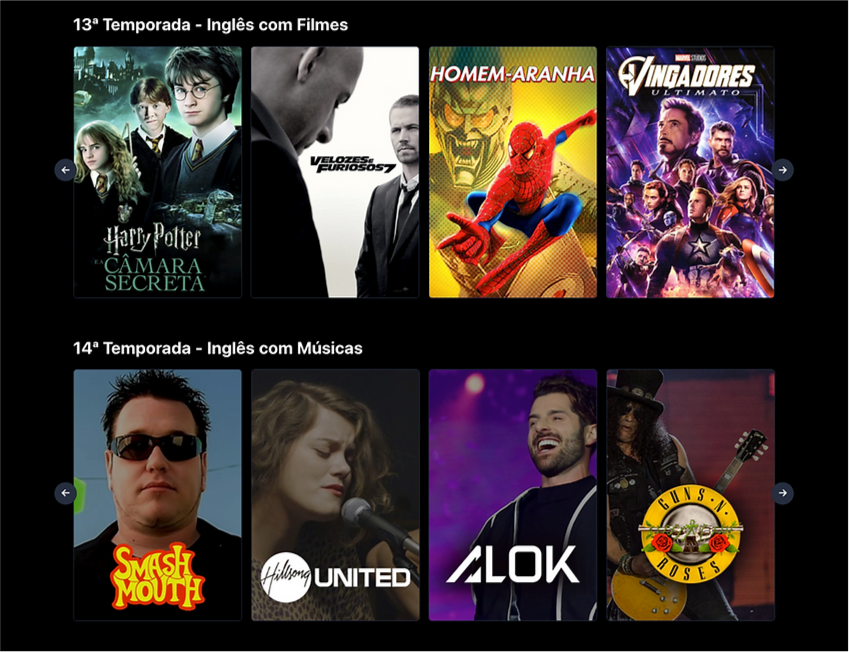 13ª Temporada - Inglês com Filmes
Harry Potter
E A
CÂMARA
SECRETA
VELOZES E
FURIOSOS 7
HOMEM-ARANHA
MARVEL STUDIOS
VINGADORES
ULTIMATO
14ª Temporada - Inglês com Músicas
SMASH
MOUTH
Hillsong UNITED
ALOK
GUNS • N •
ROSES